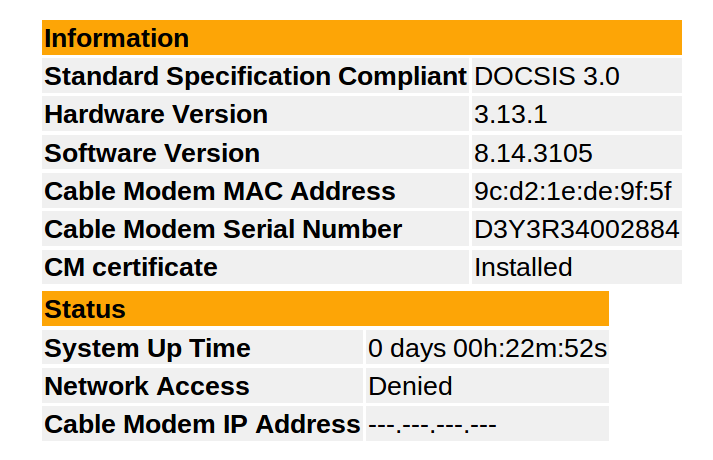 Information
Standard Specification Compliant DOCSIS 3.0
Hardware Version 3.13.1
Software Version 8.14.3105
Cable Modem MAC Address 9c:d2:1e:de:9f:5f
Cable Modem Serial Number D3Y3R34002884
CM certificate Installed
Status
System Up Time 0 days 00h:22m:52s
Network Access Denied
Cable Modem IP Address ---.---.---.---